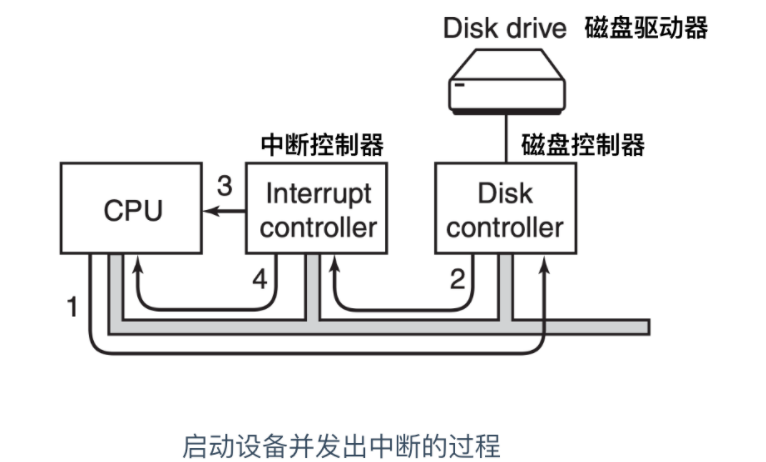 Disk drive 磁盘驱动器
中断控制器
磁盘控制器
CPU
3
Interrupt
controller
Disk
controller
1
4
2
启动设备并发出中断的过程